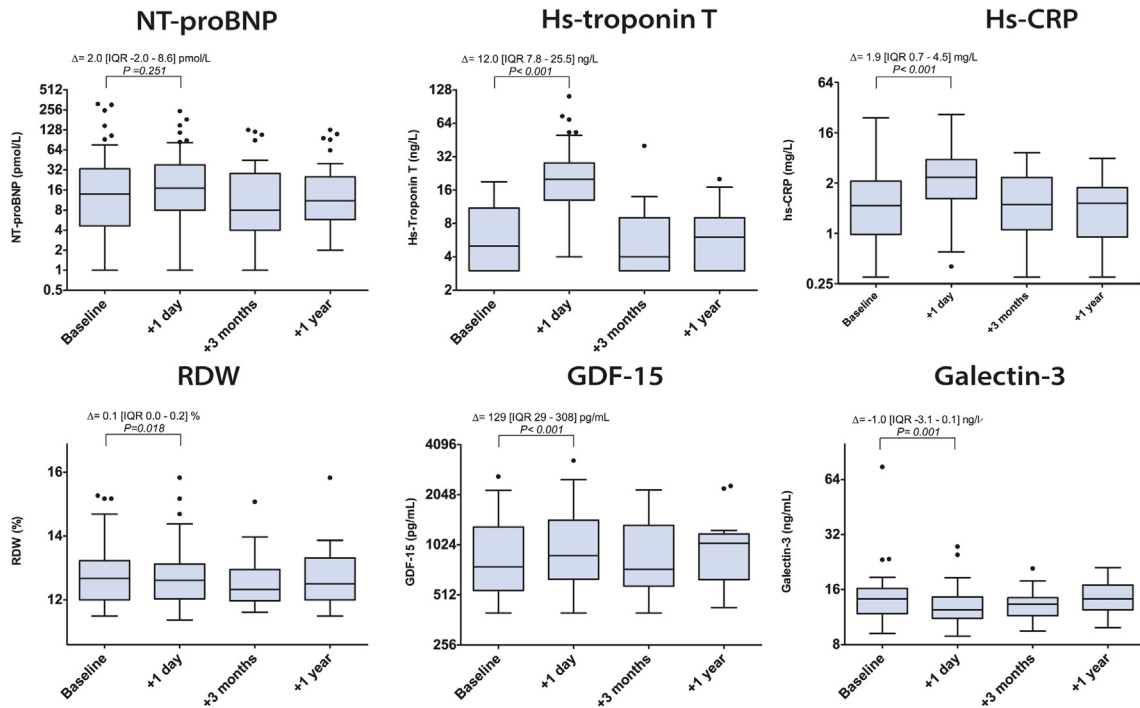 NT-proBNP
Δ= 2.0 [IQR -2.0 - 8.6] pmol/L
P =0.251
NT-proBNP (pmol/L)
512
256
128
64
32
16
8
4
2
1
0.5
Baseline
+1 day
+3 months
+1 year
Hs-troponin T
Δ= 12.0 [IQR 7.8 - 25.5] ng/L
P< 0.001
Hs-Troponin T (ng/L)
128
64
32
16
8
4
2
Baseline
+1 day
+3 months
+1 year
Hs-CRP
Δ= 1.9 [IQR 0.7 - 4.5] mg/L
P< 0.001
hs-CRP (mg/L)
64
16
2
1
0.25
Baseline
+1 day
+3 months
+1 year
RDW
Δ= 0.1 [IQR 0.0 - 0.2] %
P=0.018
RDW (%)
16
14
12
Baseline
+1 day
+3 months
+1 year
GDF-15
Δ= 129 [IQR 29 - 308] pg/mL
P< 0.001
GDF-15 (pg/mL)
4096
2048
1024
512
256
Baseline
+1 day
+3 months
+1 year
Galectin-3
Δ= -1.0 [IQR -3.1 - 0.1] ng/
P= 0.001
Galectin-3 (ng/mL)
64
32
16
8
Baseline
+1 day
+3 months
+1 year